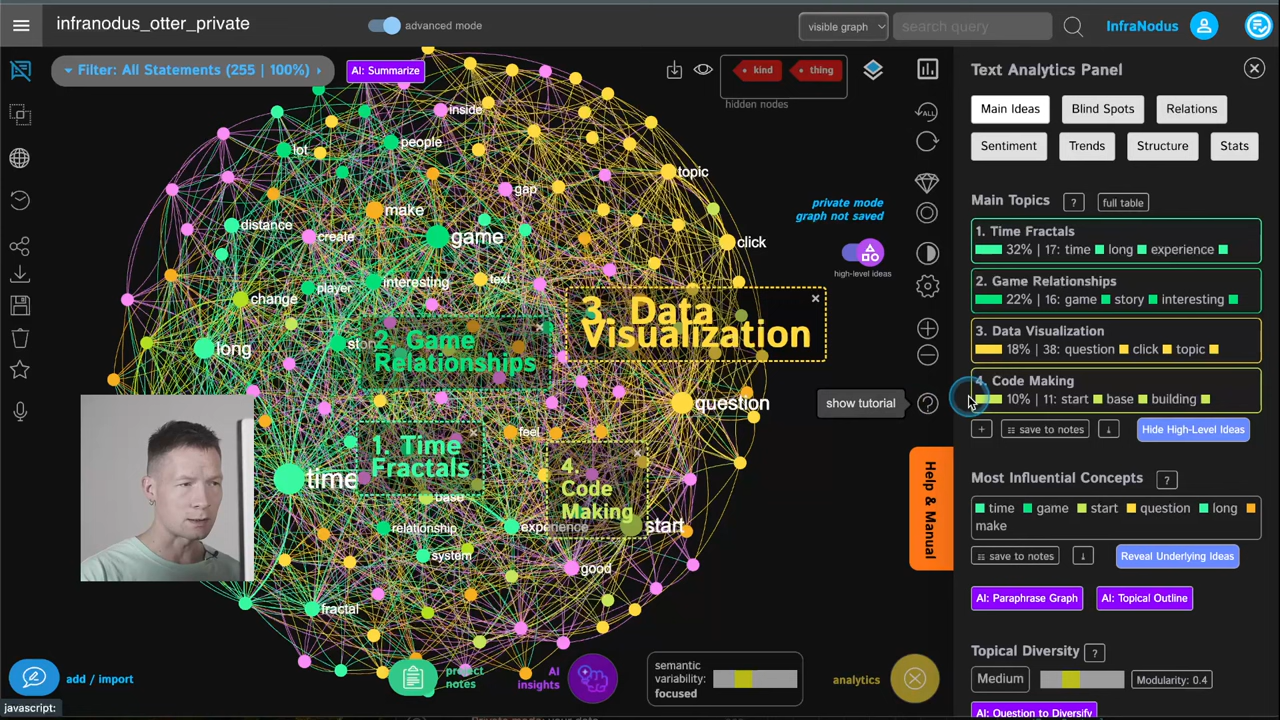 infranodus_otter_private
advanced mode
visible graph
search query
InfraNodus
Filter: All Statements (255 | 100%)
AI: Summarize
kind
thing
hidden nodes
private mode
graph not saved
high-level ideas
inside
people
lot
topic
gap
make
distance
create
game
click
player
interesting
text
change
long
story
3. Data
Visualization
2. Game
Relationships
question
show tutorial
feel
1. Time
Fractals
4.
Code
Making
time
base
relationship
experience
start
system
good
fractal
Help & Manual
add / import
project
notes
AI
insights
semantic
variability:
focused
analytics
javascript:
Text Analytics Panel
Main Ideas
Blind Spots
Relations
Sentiment
Trends
Structure
Stats
Main Topics
?
full table
1. Time Fractals
32% | 17: time long experience
2. Game Relationships
22% | 16: game story interesting
3. Data Visualization
18% | 38: question click topic
4. Code Making
10% | 11: start base building
+
save to notes
↓
Hide High-Level Ideas
Most Influential Concepts
?
time game start question long
make
save to notes
↓
Reveal Underlying Ideas
AI: Paraphrase Graph
AI: Topical Outline
Topical Diversity
?
Medium
Modularity: 0.4
AI: Question to Diversify